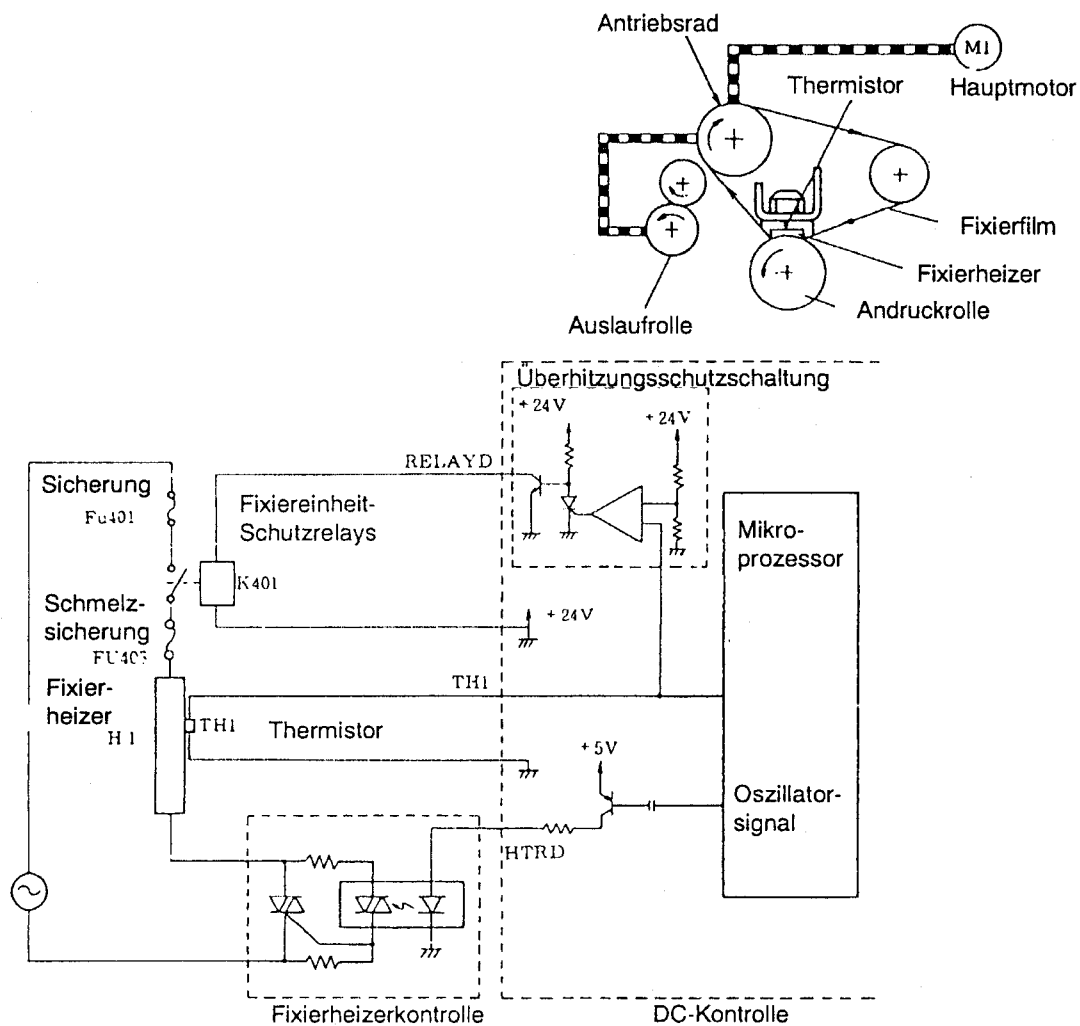 Antriebsrad
M1
Thermistor
Hauptmotor
Fixierfilm
Fixierheizer
Andruckrolle
Auslaufrolle
Überhitzungsschutzschaltung
+ 24V
+24V
RELAYD
Sicherung
Fu401
Fixiereinheit-
Schutzrelays
Mikro-
prozessor
K401
Schmelz-
sicherung
FU403
+ 24V
Fixier-
heizer
H1
TH1
TH1
Thermistor
+5V
Oszillator-
signal
HTRD
Fixierheizerkontrolle
DC-Kontrolle